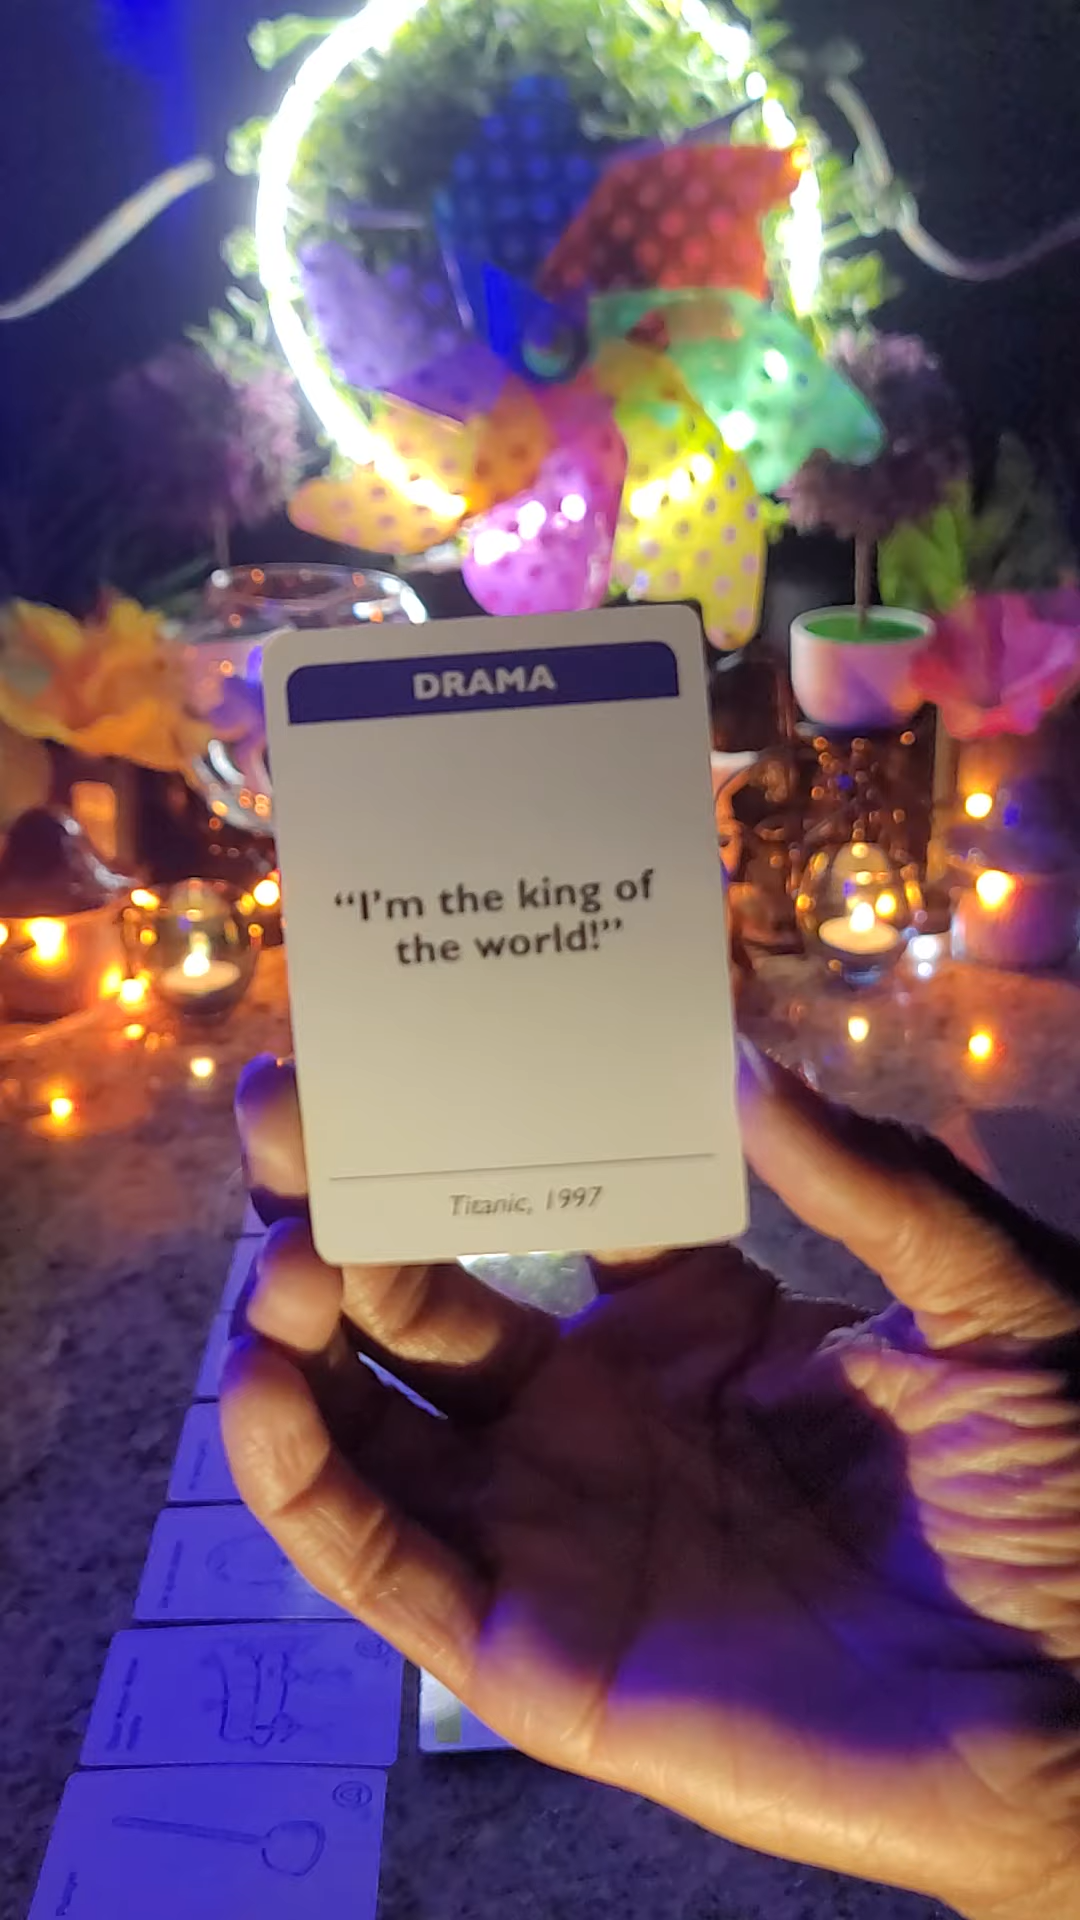 DRAMA
“I’m the king of
the world!”
Titanic, 1997